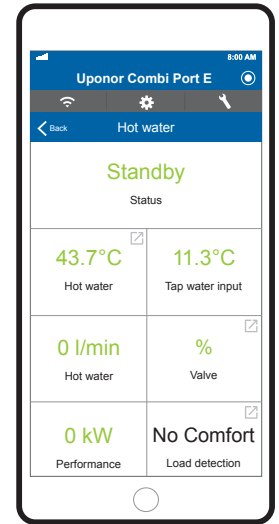 8:00 AM
Uponor Combi Port E
Back Hot water
Standby
Status
43.7°C 11.3°C
Hot water Tap water input
0 l/min %
Hot water Valve
0 kW No Comfort
Performance Load detection